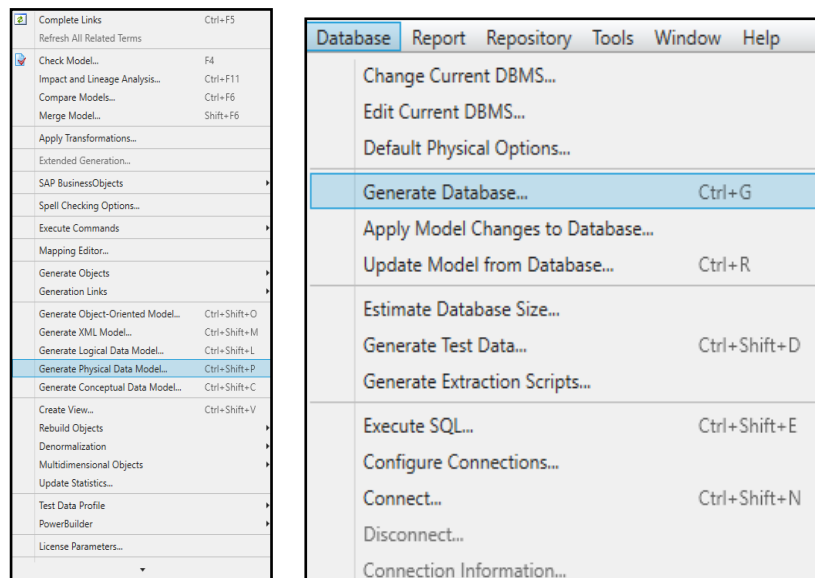 Complete Links Ctrl+F5
Refresh All Related Terms
Check Model... F4
Impact and Lineage Analysis... Ctrl+F11
Compare Models... Ctrl+F6
Merge Model... Shift+F6
Apply Transformations...
Extended Generation...
SAP BusinessObjects
Spell Checking Options...
Execute Commands
Mapping Editor...
Generate Objects
Generation Links
Generate Object-Oriented Model... Ctrl+Shift+O
Generate XML Model... Ctrl+Shift+M
Generate Logical Data Model... Ctrl+Shift+L
Generate Physical Data Model... Ctrl+Shift+P
Generate Conceptual Data Model... Ctrl+Shift+C
Create View... Ctrl+Shift+V
Rebuild Objects
Denormalization
Multidimensional Objects
Update Statistics...
Test Data Profile
PowerBuilder
License Parameters...
Database Report Repository Tools Window Help
Change Current DBMS...
Edit Current DBMS...
Default Physical Options...
Generate Database... Ctrl+G
Apply Model Changes to Database...
Update Model from Database... Ctrl+R
Estimate Database Size...
Generate Test Data... Ctrl+Shift+D
Generate Extraction Scripts...
Execute SQL... Ctrl+Shift+E
Configure Connections...
Connect... Ctrl+Shift+N
Disconnect...
Connection Information...